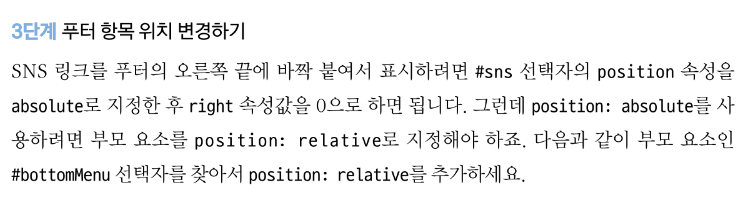 3단계 푸터 항목 위치 변경하기
SNS 링크를 푸터의 오른쪽 끝에 바짝 붙여서 표시하려면 #sns 선택자의 position 속성을
absolute로 지정한 후 right 속성값을 0으로 하면 됩니다. 그런데 position: absolute를 사
용하려면 부모 요소를 position: relative로 지정해야 하죠. 다음과 같이 부모 요소인
#bottomMenu 선택자를 찾아서 position: relative를 추가하세요.